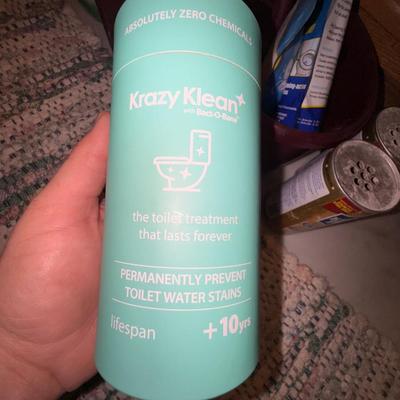 ABSOLUTELY ZERO CHEMICALS
Krazy Klean
with Bact-O-Bane
the toilet treatment
that lasts forever
PERMANENTLY PREVENT
TOILET WATER STAINS
lifespan +10yrs